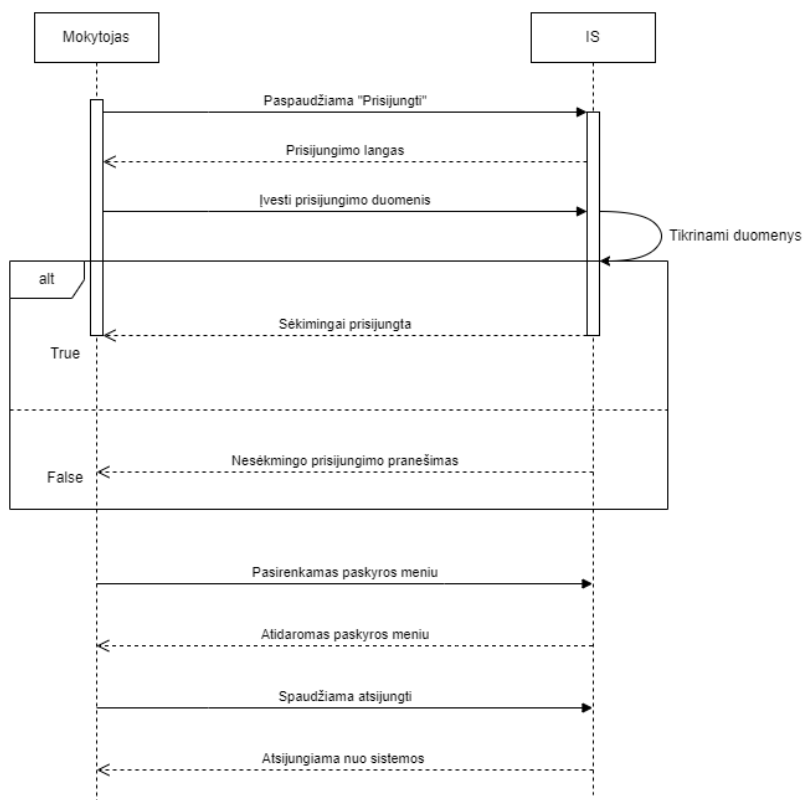 Mokytojas
IS
Paspaudžiama "Prisijungti"
Prisijungimo langas
Įvesti prisijungimo duomenis
Tikrinami duomenys
alt
Sėkimingai prisijungta
True
Nesėkmingo prisijungimo pranešimas
False
Pasirenkamas paskyros meniu
Atidaromas paskyros meniu
Spaudžiama atsijungti
Atsijungiama nuo sistemos